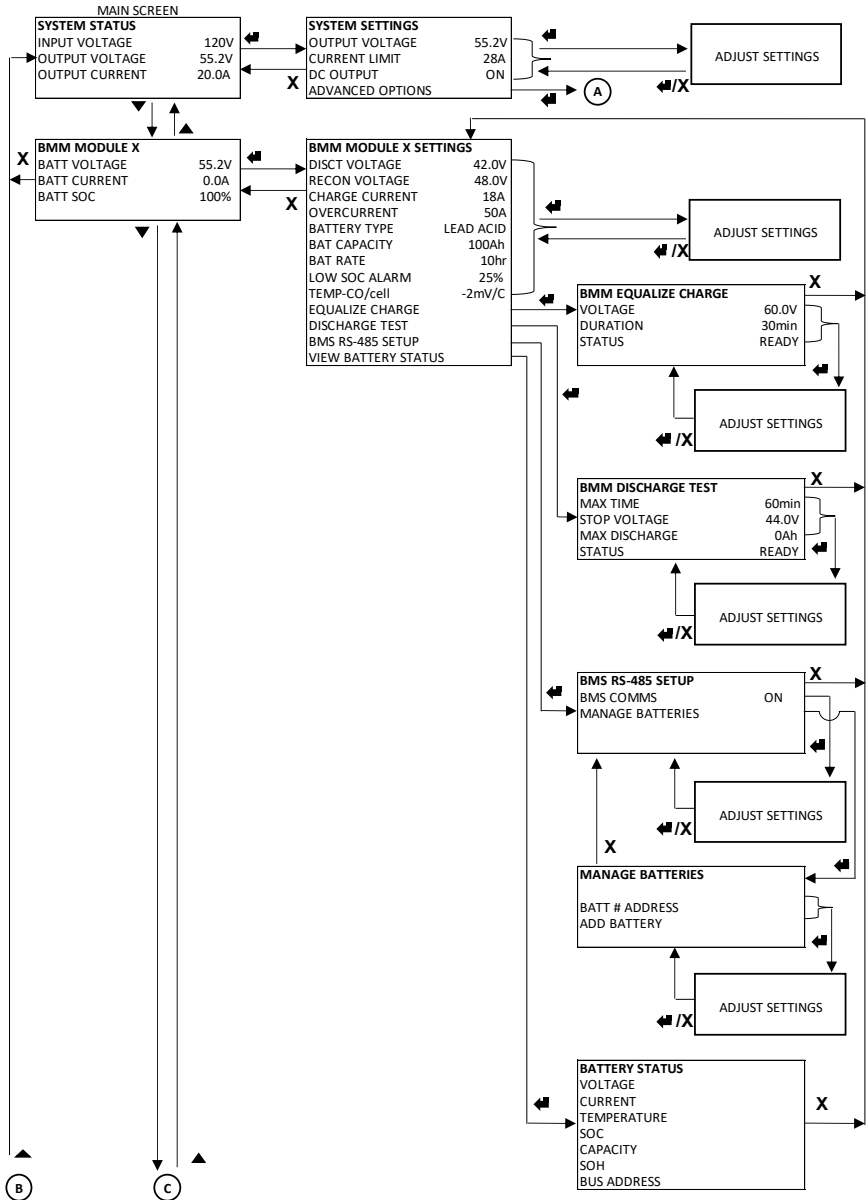 MAIN SCREEN
SYSTEM STATUS
INPUT VOLTAGE 120V
OUTPUT VOLTAGE 55.2V
OUTPUT CURRENT 20.0A
X
SYSTEM SETTINGS
OUTPUT VOLTAGE 55.2V
CURRENT LIMIT 28A
DC OUTPUT ON
ADVANCED OPTIONS
A
/X
ADJUST SETTINGS
X
BMM MODULE X
BATT VOLTAGE 55.2V
BATT CURRENT 0.0A
BATT SOC 100%
X
BMM MODULE X SETTINGS
DISCT VOLTAGE 42.0V
RECON VOLTAGE 48.0V
CHARGE CURRENT 18A
OVERCURRENT 50A
BATTERY TYPE LEAD ACID
BAT CAPACITY 100Ah
BAT RATE 10hr
LOW SOC ALARM 25%
TEMP-CO/cell -2mV/C
EQUALIZE CHARGE
DISCHARGE TEST
BMS RS-485 SETUP
VIEW BATTERY STATUS
/X
ADJUST SETTINGS
X
BMM EQUALIZE CHARGE
VOLTAGE 60.0V
DURATION 30min
STATUS READY
ADJUST SETTINGS
/X
X
BMM DISCHARGE TEST
MAX TIME 60min
STOP VOLTAGE 44.0V
MAX DISCHARGE 0Ah
STATUS READY
ADJUST SETTINGS
/X
X
BMS RS-485 SETUP
BMS COMMS ON
MANAGE BATTERIES
ADJUST SETTINGS
/X
X
MANAGE BATTERIES
BATT # ADDRESS
ADD BATTERY
ADJUST SETTINGS
/X
BATTERY STATUS
VOLTAGE
CURRENT
TEMPERATURE
SOC
CAPACITY
SOH
BUS ADDRESS
X
B
C